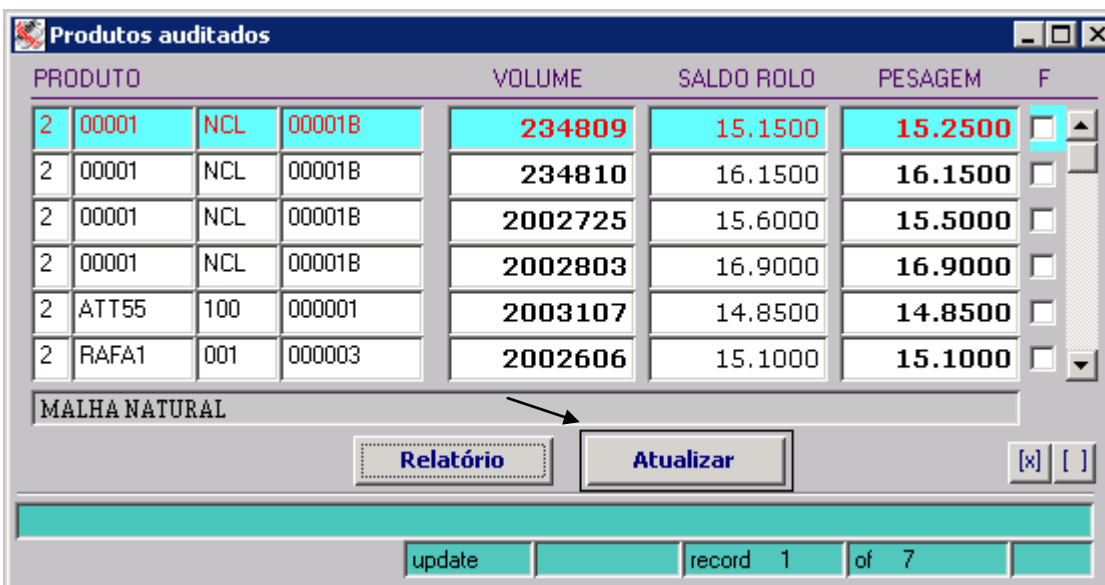 Produtos auditados
PRODUTO VOLUME SALDO ROLO PESAGEM F
2 00001 NCL 00001B 234809 15.1500 15.2500
2 00001 NCL 00001B 234810 16.1500 16.1500
2 00001 NCL 00001B 2002725 15.6000 15.5000
2 00001 NCL 00001B 2002803 16.9000 16.9000
2 ATT55 100 000001 2003107 14.8500 14.8500
2 RAFA1 001 000003 2002606 15.1000 15.1000
MALHA NATURAL
Relatório Atualizar [x] [ ]
update record 1 of 7